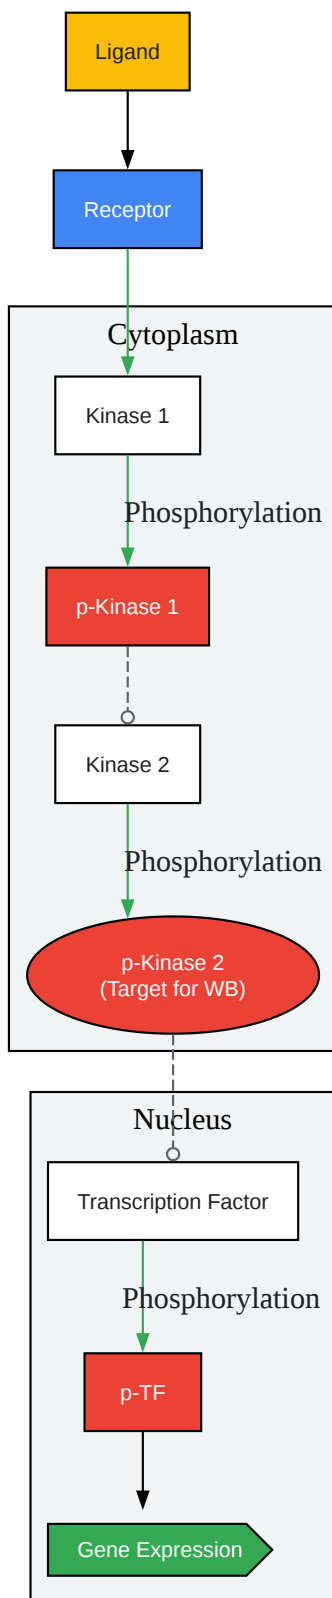 Ligand
Receptor
Cytoplasm
Kinase 1
Phosphorylation
p-Kinase 1
Kinase 2
Phosphorylation
p-Kinase 2
(Target for WB)
Nucleus
Transcription Factor
Phosphorylation
p-TF
Gene Expression